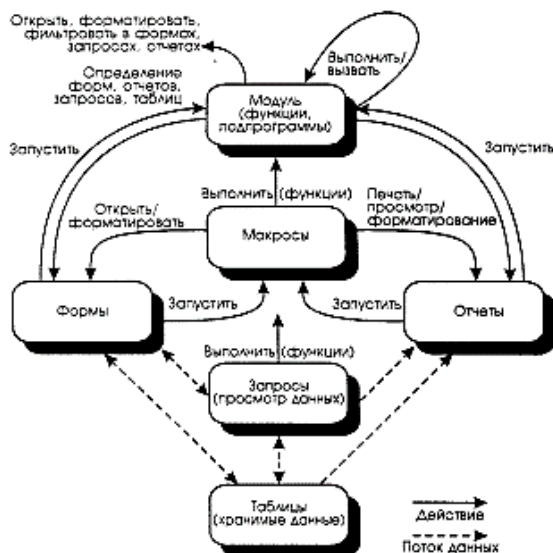 Открыть, форматировать,
фильтровать в формах,
запросах, отчетах
Выполнить/
вызвать
Определение
форм, отчетов,
запросов, таблиц
Модуль
(функции,
подпрограммы)
Запустить
Запустить
Выполнить (функции)
Открыть/
форматировать
Печать/
просмотр/
форматирование
Макросы
Формы
Запустить
Запустить
Отчеты
Выполнить (функции)
Запросы
(просмотр данных)
Таблицы
(хранимые данные)
Действие
Поток данных